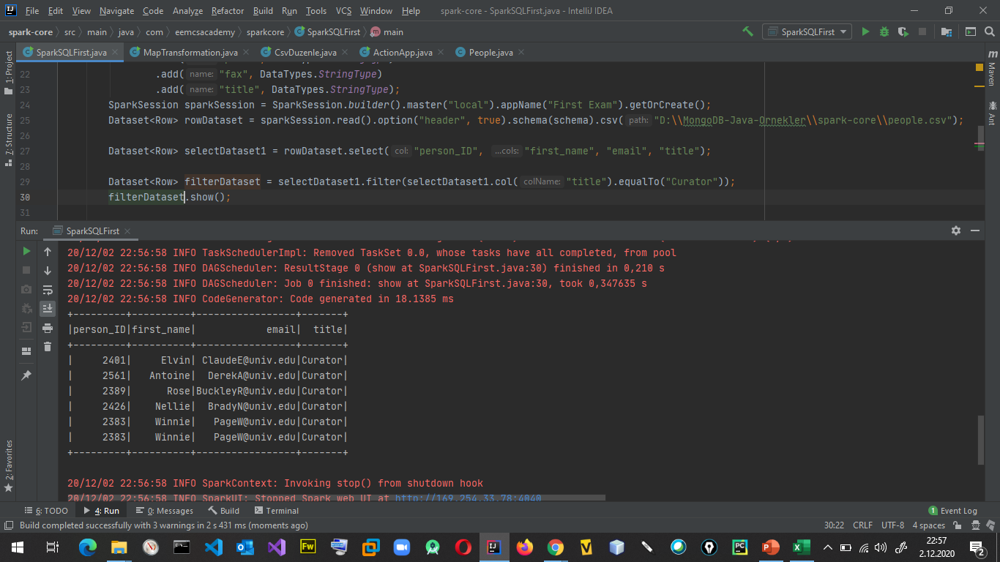 File Edit View Navigate Code Analyze Refactor Build Run Tools VCS Window Help spark-core - SparkSQLFirst.java - IntelliJ IDEA
spark-core src main java com eemcsacademy sparkcore SparkSQLFirst main SparkSQLFirst
SparkSQLFirst.java MapTransformation.java CsvDuzenle.java ActionApp.java People.java
1: Project
7: Structure
2: Favorites
Maven
Ant
22 .add( name: "fax", DataTypes.StringType)
23 .add( name: "title", DataTypes.StringType);
24 SparkSession sparkSession = SparkSession.builder().master("local").appName("First Exam").getOrCreate();
25 Dataset<Row> rowDataset = sparkSession.read().option("header", true).schema(schema).csv( path: "D:\\MongoDB-Java-Ornekler\\spark-core\\people.csv");
26
27 Dataset<Row> selectDataset1 = rowDataset.select( col: "person_ID", ...cols: "first_name", "email", "title");
28
29 Dataset<Row> filterDataset = selectDataset1.filter(selectDataset1.col( colName: "title").equalTo("Curator"));
30 filterDataset.show();
31
Run: SparkSQLFirst
20/12/02 22:56:58 INFO TaskSchedulerImpl: Removed TaskSet 0.0, whose tasks have all completed, from pool
20/12/02 22:56:58 INFO DAGScheduler: ResultStage 0 (show at SparkSQLFirst.java:30) finished in 0,210 s
20/12/02 22:56:58 INFO DAGScheduler: Job 0 finished: show at SparkSQLFirst.java:30, took 0,347635 s
20/12/02 22:56:58 INFO CodeGenerator: Code generated in 18.1385 ms
+---------+----------+-----------------+-------+
|person_ID|first_name|            email|  title|
+---------+----------+-----------------+-------+
|     2401|     Elvin| ClaudeE@univ.edu|Curator|
|     2561|   Antoine|  DerekA@univ.edu|Curator|
|     2389|      Rose|BuckleyR@univ.edu|Curator|
|     2426|    Nellie|  BradyN@univ.edu|Curator|
|     2383|    Winnie|   PageW@univ.edu|Curator|
|     2383|    Winnie|   PageW@univ.edu|Curator|
+---------+----------+-----------------+-------+
20/12/02 22:56:58 INFO SparkContext: Invoking stop() from shutdown hook
20/12/02 22:56:58 INFO SparkUI: Stopped Spark web UI at http://169.254.33.78:4040
6: TODO 4: Run 0: Messages Build Terminal 1 Event Log
Build completed successfully with 3 warnings in 2 s 431 ms (moments ago) 30:22 CRLF UTF-8 4 spaces
22:57
2.12.2020
2